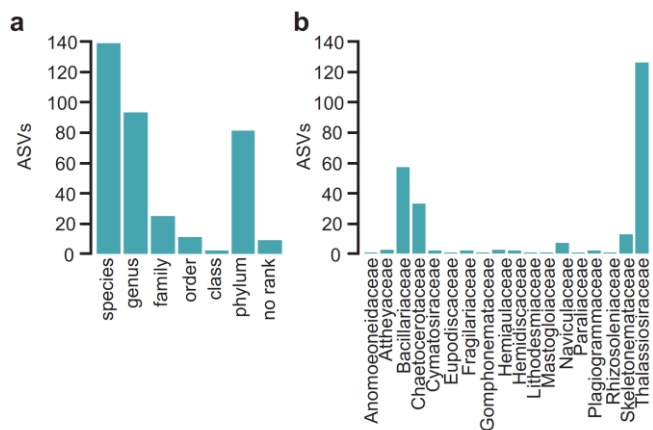 a
ASVs
140
120
100
80
60
40
20
0
species
genus
family
order
class
phylum
no rank
b
ASVs
140
120
100
80
60
40
20
0
Anomoeoneidaceae
Attheyaceae
Bacillariaceae
Chaetocerotaceae
Cymatosiraceae
Eupodiscaceae
Fragilariaceae
Gomphonemataceae
Hemiaulaceae
Hemidiscaceae
Lithodesmiaceae
Mastogloiaceae
Naviculaceae
Paraliaceae
Plagiogrammaceae
Rhizosoleniaceae
Skeletonemataceae
Thalassiosiraceae